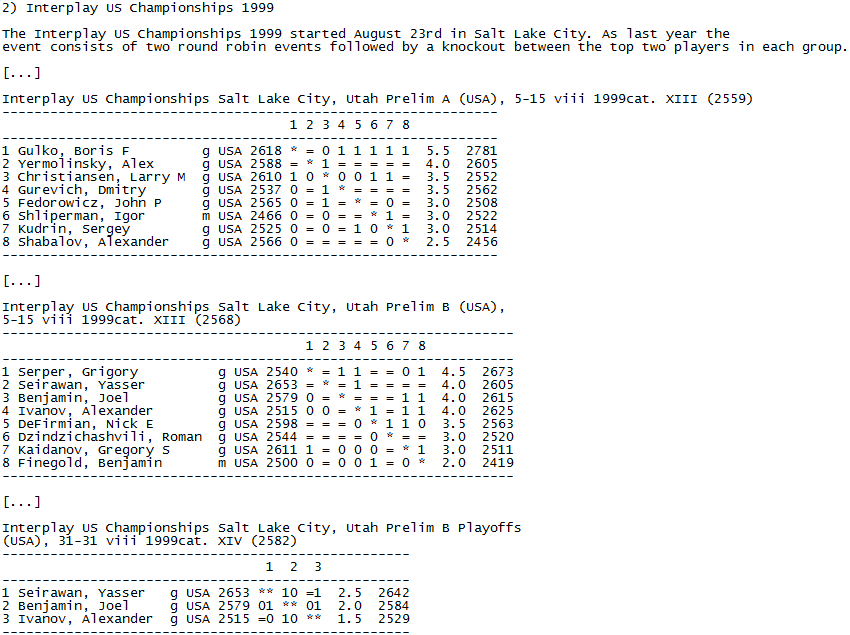 2) Interplay US Championships 1999
The Interplay US Championships 1999 started August 23rd in Salt Lake City. As last year the
event consists of two round robin events followed by a knockout between the top two players in each group.
[...]
Interplay US Championships Salt Lake City, Utah Prelim A (USA), 5-15 viii 1999cat. XIII (2559)
--------------------------------------------------------------
1 2 3 4 5 6 7 8
--------------------------------------------------------------
1 Gulko, Boris F g USA 2618 * = 0 1 1 1 1 1 5.5 2781
2 Yermolinsky, Alex g USA 2588 = * 1 = = = = = 4.0 2605
3 Christiansen, Larry M g USA 2610 1 0 * 0 0 1 1 = 3.5 2552
4 Gurevich, Dmitry g USA 2537 0 = 1 * = = = = 3.5 2562
5 Fedorowicz, John P g USA 2565 0 = 1 = * = 0 = 3.0 2508
6 Shliperman, Igor m USA 2466 0 = 0 = = * 1 = 3.0 2522
7 Kudrin, Sergey g USA 2525 0 = 0 = 1 0 * 1 3.0 2514
8 Shabalov, Alexander g USA 2566 0 = = = = = 0 * 2.5 2456
--------------------------------------------------------------
[...]
Interplay US Championships Salt Lake City, Utah Prelim B (USA),
5-15 viii 1999cat. XIII (2568)
----------------------------------------------------------------
1 2 3 4 5 6 7 8
----------------------------------------------------------------
1 Serper, Grigory g USA 2540 * = 1 1 = = 0 1 4.5 2673
2 Seirawan, Yasser g USA 2653 = * = 1 = = = = 4.0 2605
3 Benjamin, Joel g USA 2579 0 = * = = = 1 1 4.0 2615
4 Ivanov, Alexander g USA 2515 0 0 = * 1 = 1 1 4.0 2625
5 DeFirmian, Nick E g USA 2598 = = = 0 * 1 1 0 3.5 2563
6 Dzindzichashvili, Roman g USA 2544 = = = = 0 * = = 3.0 2520
7 Kaidanov, Gregory S g USA 2611 1 = 0 0 0 = * 1 3.0 2511
8 Finegold, Benjamin m USA 2500 0 = 0 0 1 = 0 * 2.0 2419
----------------------------------------------------------------
[...]
Interplay US Championships Salt Lake City, Utah Prelim B Playoffs
(USA), 31-31 viii 1999cat. XIV (2582)
---------------------------------------------------
1 2 3
---------------------------------------------------
1 Seirawan, Yasser g USA 2653 ** 10 =1 2.5 2642
2 Benjamin, Joel g USA 2579 01 ** 01 2.0 2584
3 Ivanov, Alexander g USA 2515 =0 10 ** 1.5 2529
---------------------------------------------------